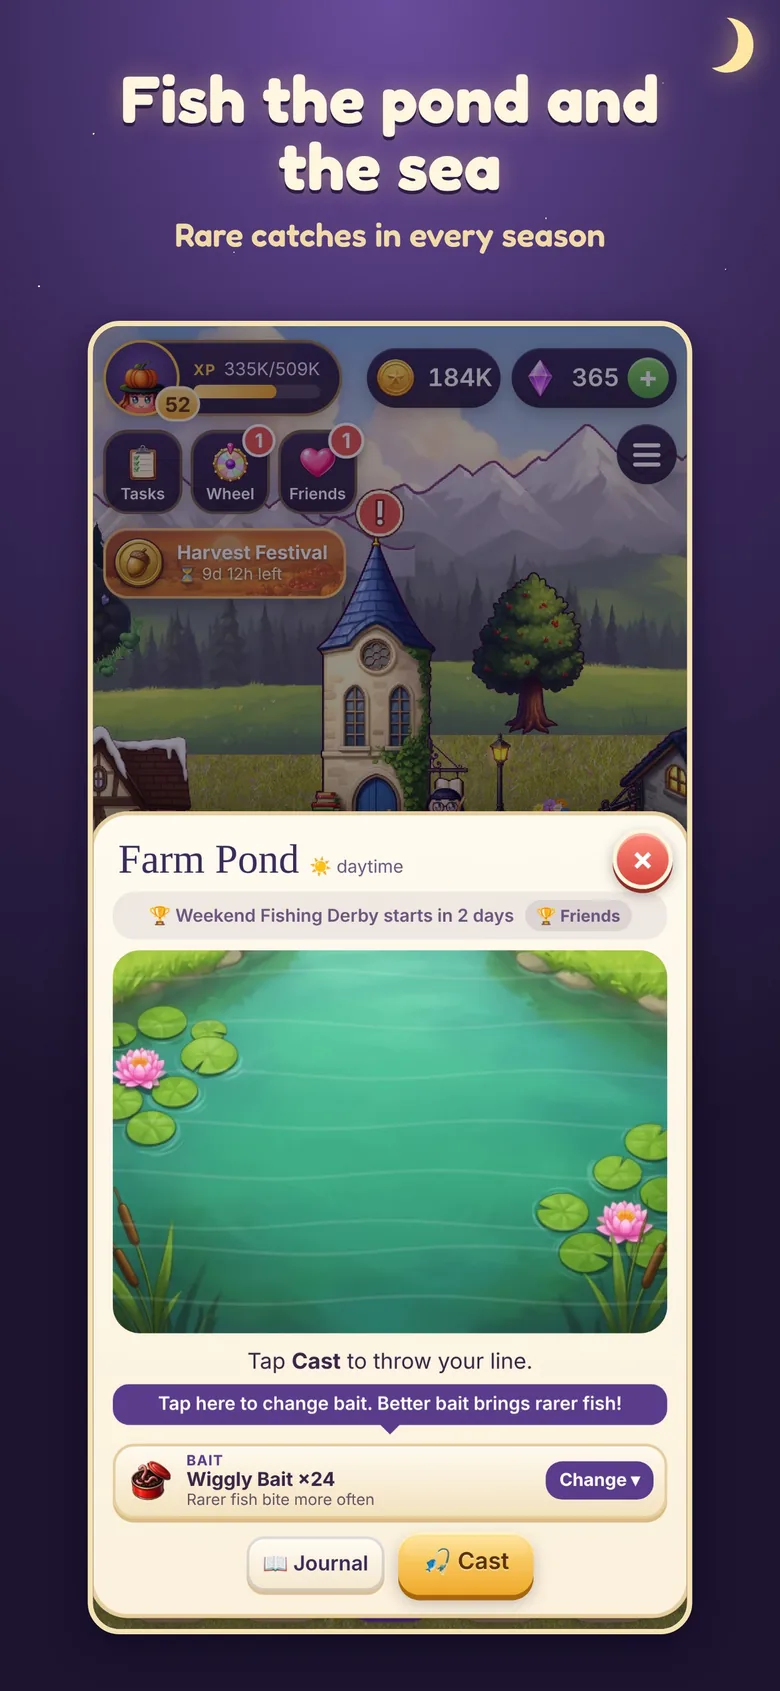 Fish the pond and
the sea
Rare catches in every season
XP 335K/509K
184K
365
52
1
1
Tasks
Wheel
Friends
!
Harvest Festival
⏳ 9d 12h left
Farm Pond ☀️ daytime
🏆 Weekend Fishing Derby starts in 2 days
🏆 Friends
Tap Cast to throw your line.
Tap here to change bait. Better bait brings rarer fish!
BAIT
Wiggly Bait ×24
Rarer fish bite more often
Change ▾
📖 Journal
🎣 Cast